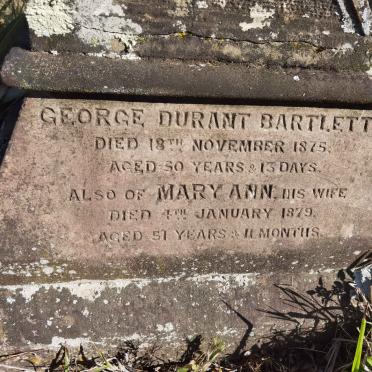 GEORGE DURANT BARTLETT
DIED 18TH NOVEMBER 1875.
AGED 50 YEARS & 13 DAYS.
ALSO OF MARY ANN, HIS WIFE
DIED 4TH JANUARY 1879.
AGED 51 YEARS & 11 MONTHS.